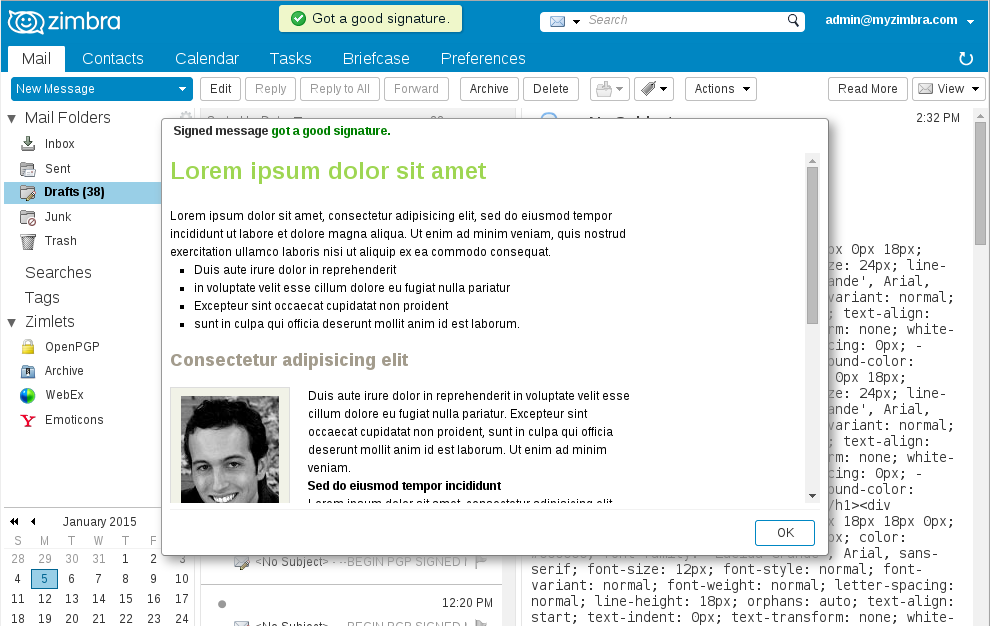 zimbra
Got a good signature.
Search
admin@myzimbra.com
Mail Contacts Calendar Tasks Briefcase Preferences
New Message Edit Reply Reply to All Forward Archive Delete Actions Read More View
Mail Folders
Inbox
Sent
Drafts (38)
Junk
Trash
Searches
Tags
Zimlets
OpenPGP
Archive
WebEx
Emoticons
January 2015
S M T W T F
28 29 30 31 1 2 3
4 5 6 7 8 9 10
11 12 13 14 15 16 17
18 19 20 21 22 23 24
2:32 PM
Signed message got a good signature.
Lorem ipsum dolor sit amet
Lorem ipsum dolor sit amet, consectetur adipisicing elit, sed do eiusmod tempor
incididunt ut labore et dolore magna aliqua. Ut enim ad minim veniam, quis nostrud
exercitation ullamco laboris nisi ut aliquip ex ea commodo consequat.
Duis aute irure dolor in reprehenderit
in voluptate velit esse cillum dolore eu fugiat nulla pariatur
Excepteur sint occaecat cupidatat non proident
sunt in culpa qui officia deserunt mollit anim id est laborum.
Consectetur adipisicing elit
Duis aute irure dolor in reprehenderit in voluptate velit esse
cillum dolore eu fugiat nulla pariatur. Excepteur sint
occaecat cupidatat non proident, sunt in culpa qui officia
deserunt mollit anim id est laborum. Ut enim ad minim
veniam.
Sed do eiusmod tempor incididunt
Lorem ipsum dolor sit amet, consectetur adipisicing elit
OK
<No Subject> - --BEGIN PGP SIGNED
12:20 PM
<No Subject> - --BEGIN PGP SIGNED
px 0px 18px;
ze: 24px; line-
ande', Arial,
variant: normal;
; text-align:
rm: none; white-
cing: 0px; -
ound-color:
0px 18px;
ze: 24px; line-
ande', Arial,
variant: normal;
; text-align:
rm: none; white-
cing: 0px; -
ound-color:
/h1><div
18px 18px 0px;
px; color:
Arial, sans-
serif; font-size: 12px; font-style: normal; font-
variant: normal; font-weight: normal; letter-spacing:
normal; line-height: 18px; orphans: auto; text-align:
start; text-indent: 0px; text-transform: none; white-